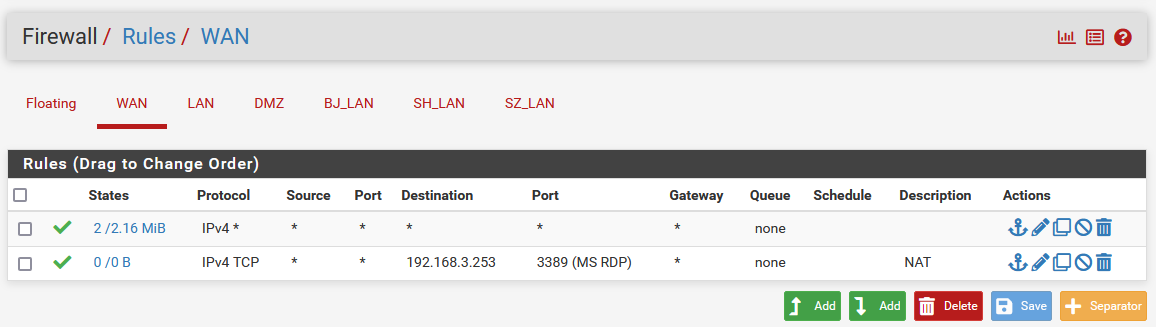 Firewall / Rules / WAN
Floating WAN LAN DMZ BJ_LAN SH_LAN SZ_LAN
Rules (Drag to Change Order)
States Protocol Source Port Destination Port Gateway Queue Schedule Description Actions
2 /2.16 MiB IPv4 * * * * * * none
0 /0 B IPv4 TCP * * 192.168.3.253 3389 (MS RDP) * none NAT
Add Add Delete Save Separator